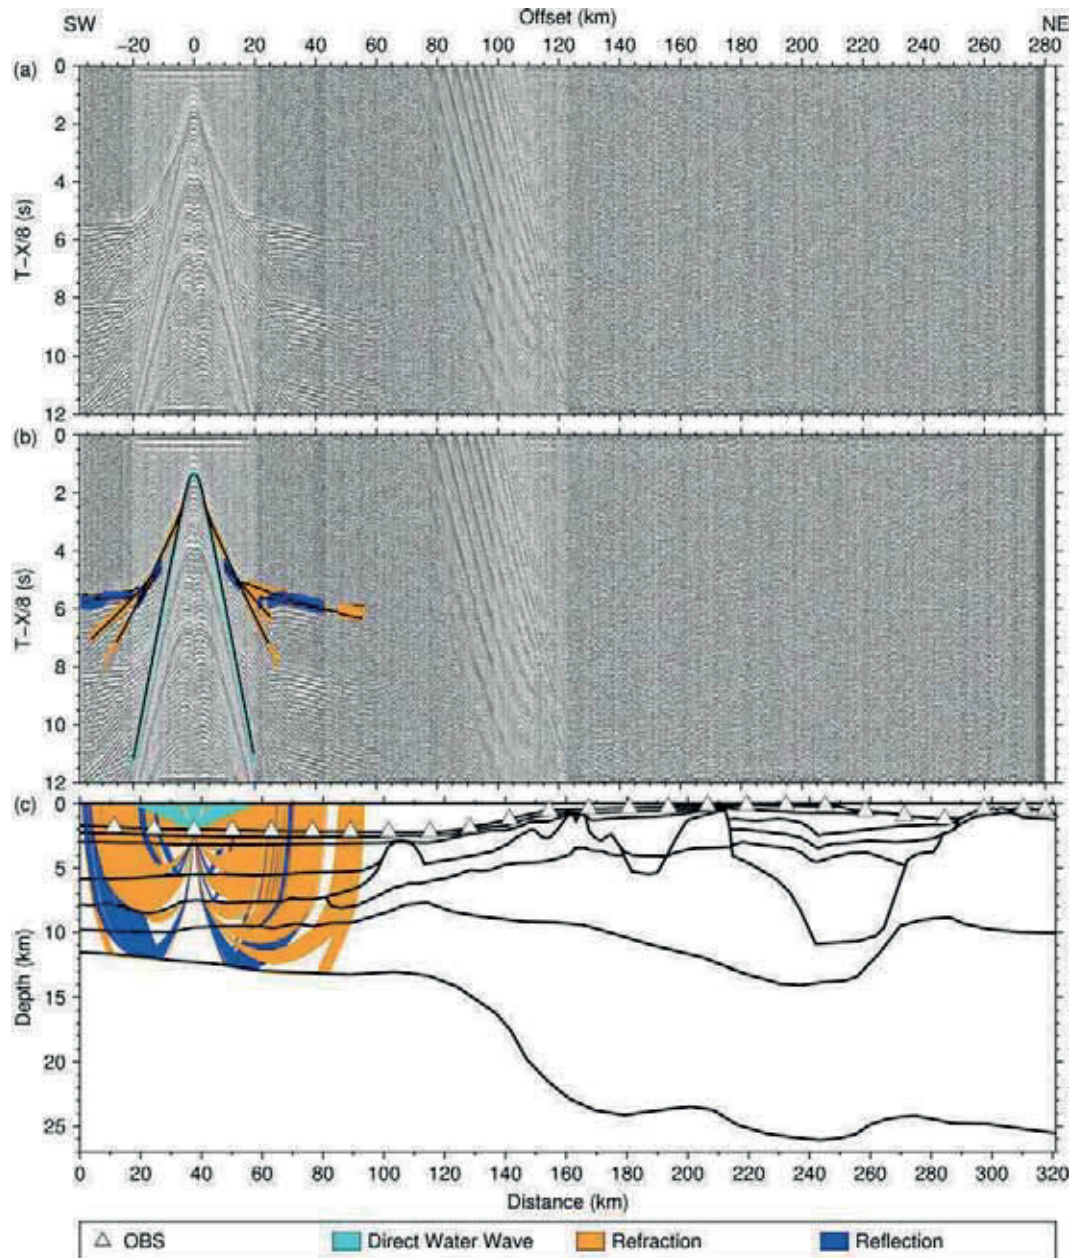 Offset (km)
SW NE
−20 0 20 40 60 80 100 120 140 160 180 200 220 240 260 280
(a) 0
2
4
6
8
10
12
T−X/8 (s)
(b) 0
2
4
6
8
10
12
T−X/8 (s)
(c) 0
5
10
15
20
25
Depth (km)
0 20 40 60 80 100 120 140 160 180 200 220 240 260 280 300 320
Distance (km)
OBS Direct Water Wave Refraction Reflection